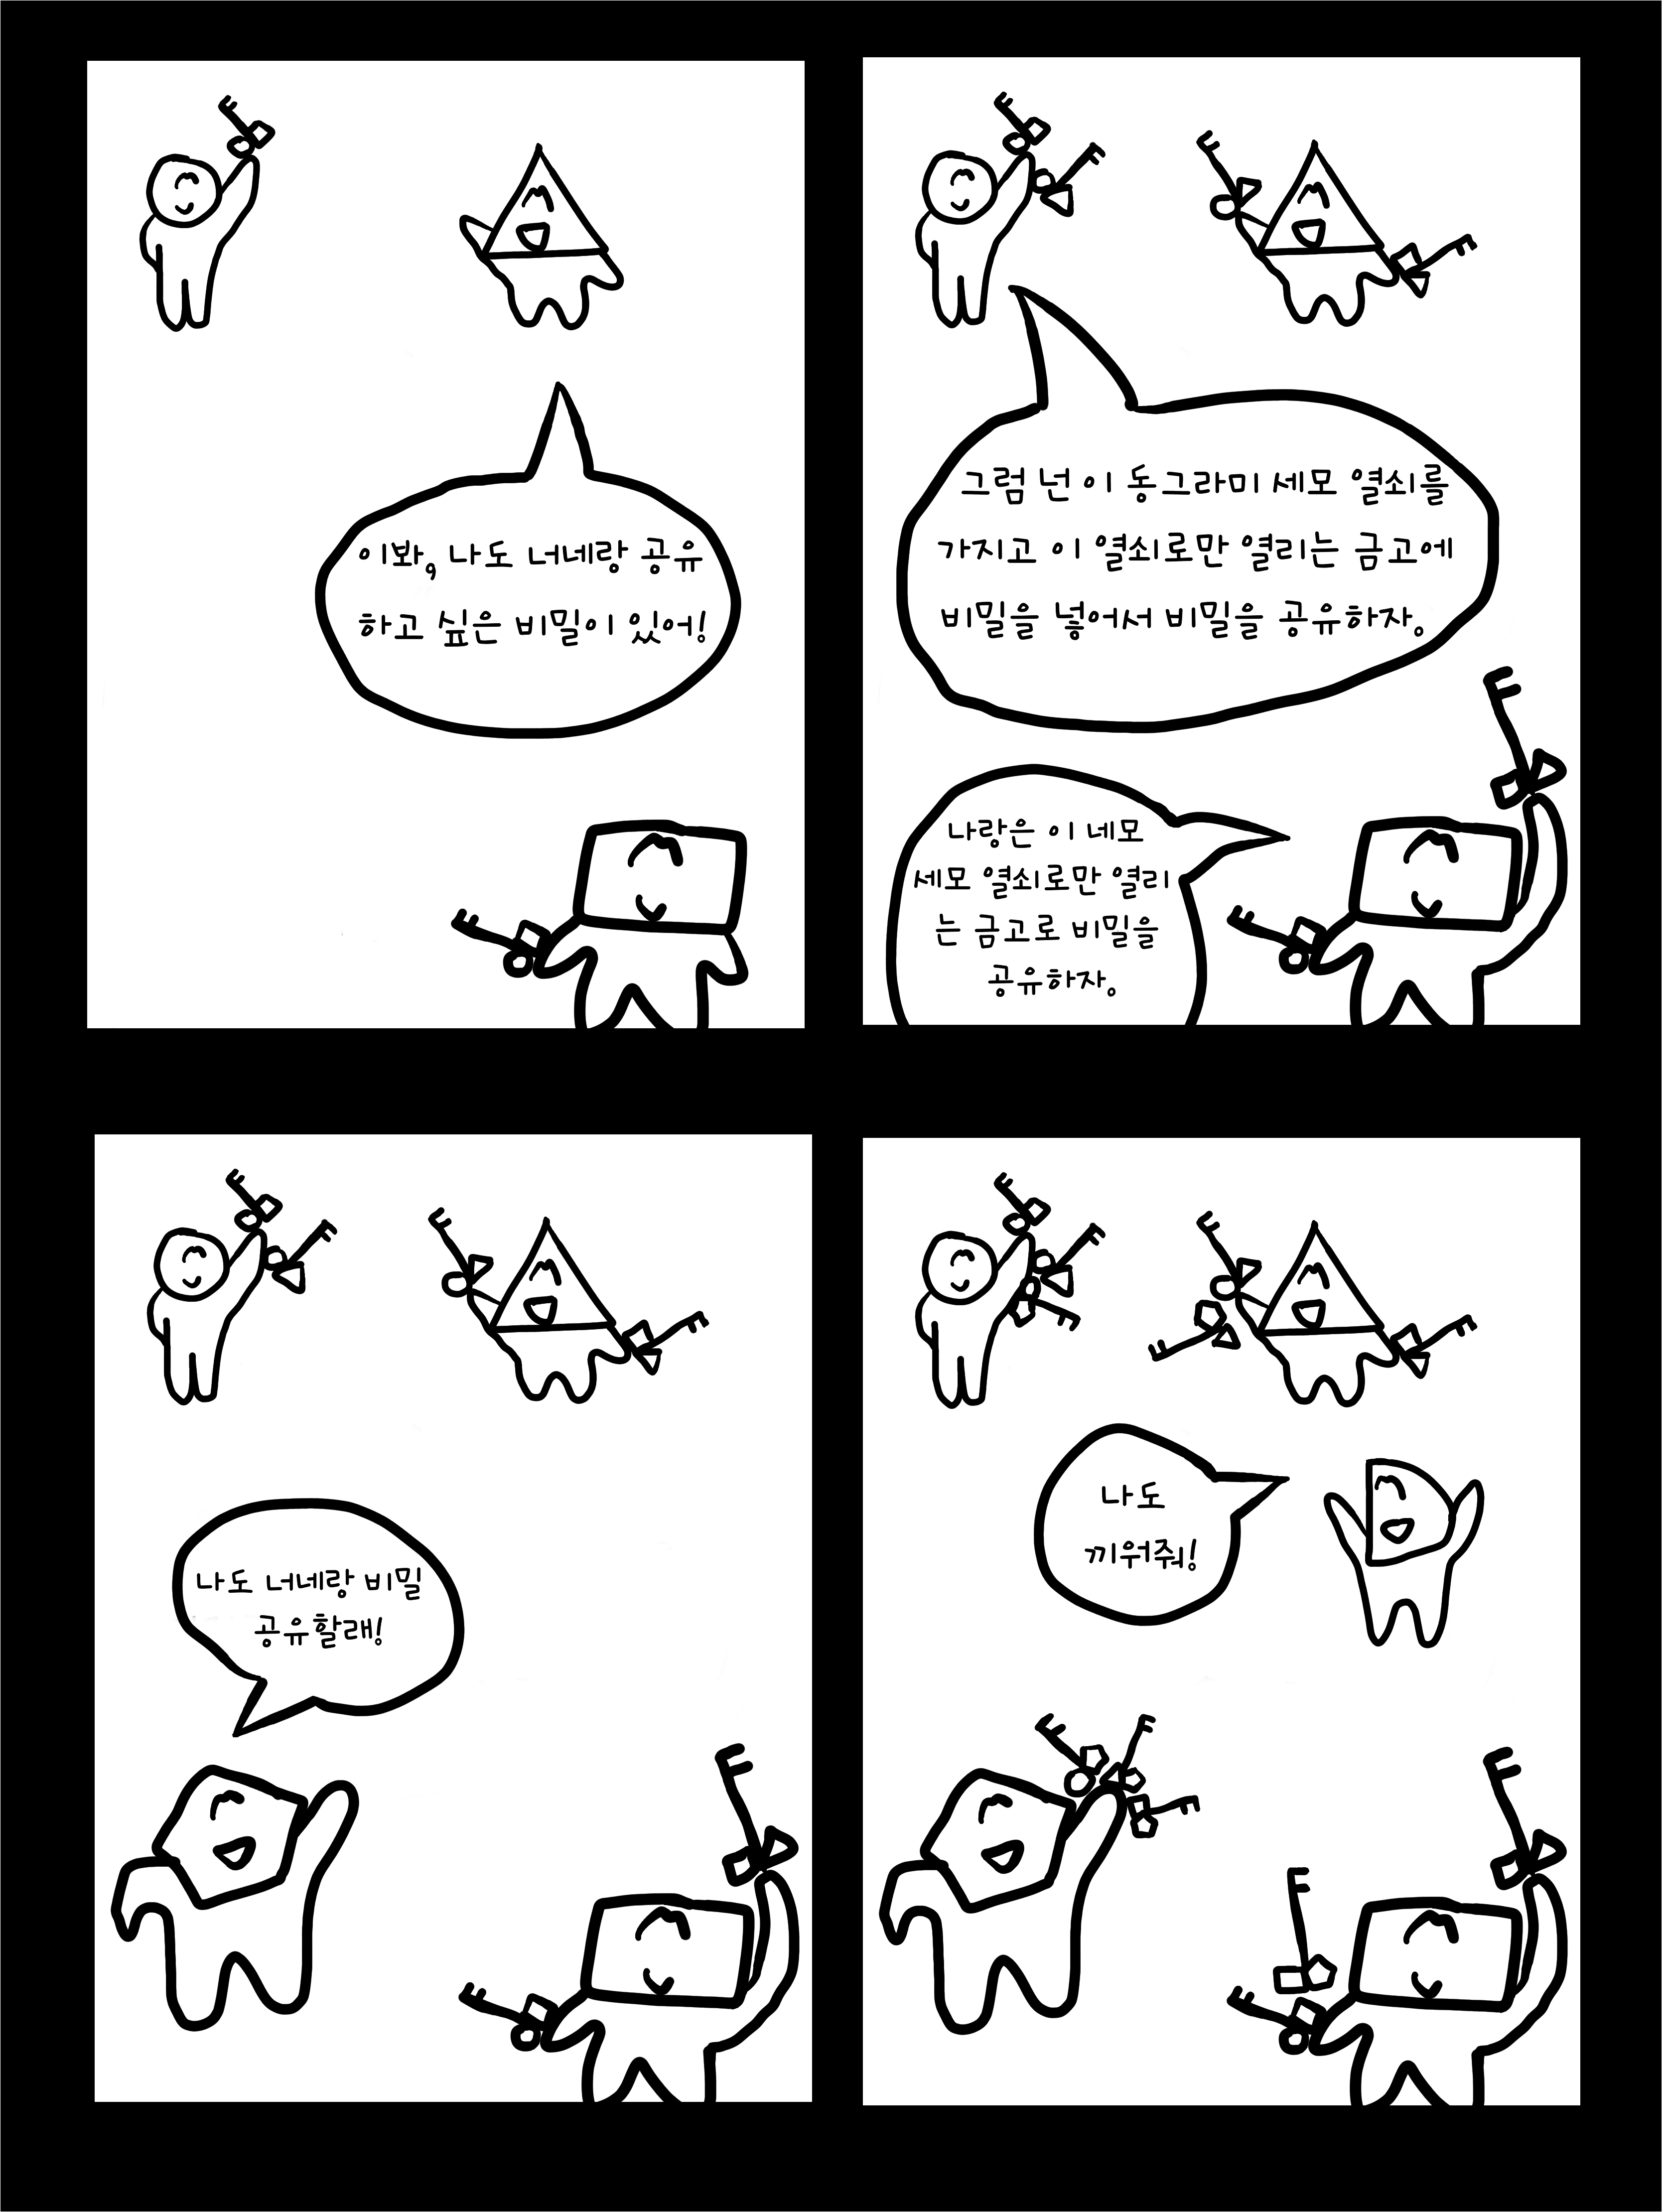 이봐, 나도 너네랑 공유
하고 싶은 비밀이 있어!
그럼 넌 이 동그라미 세모 열쇠를
가지고 이 열쇠로만 열리는 금고에
비밀을 넣어서 비밀을 공유하자.
나랑은 이 네모
세모 열쇠로만 열리
는 금고로 비밀을
공유하자.
나도 너네랑 비밀
공유할래!
나도
끼워줘!